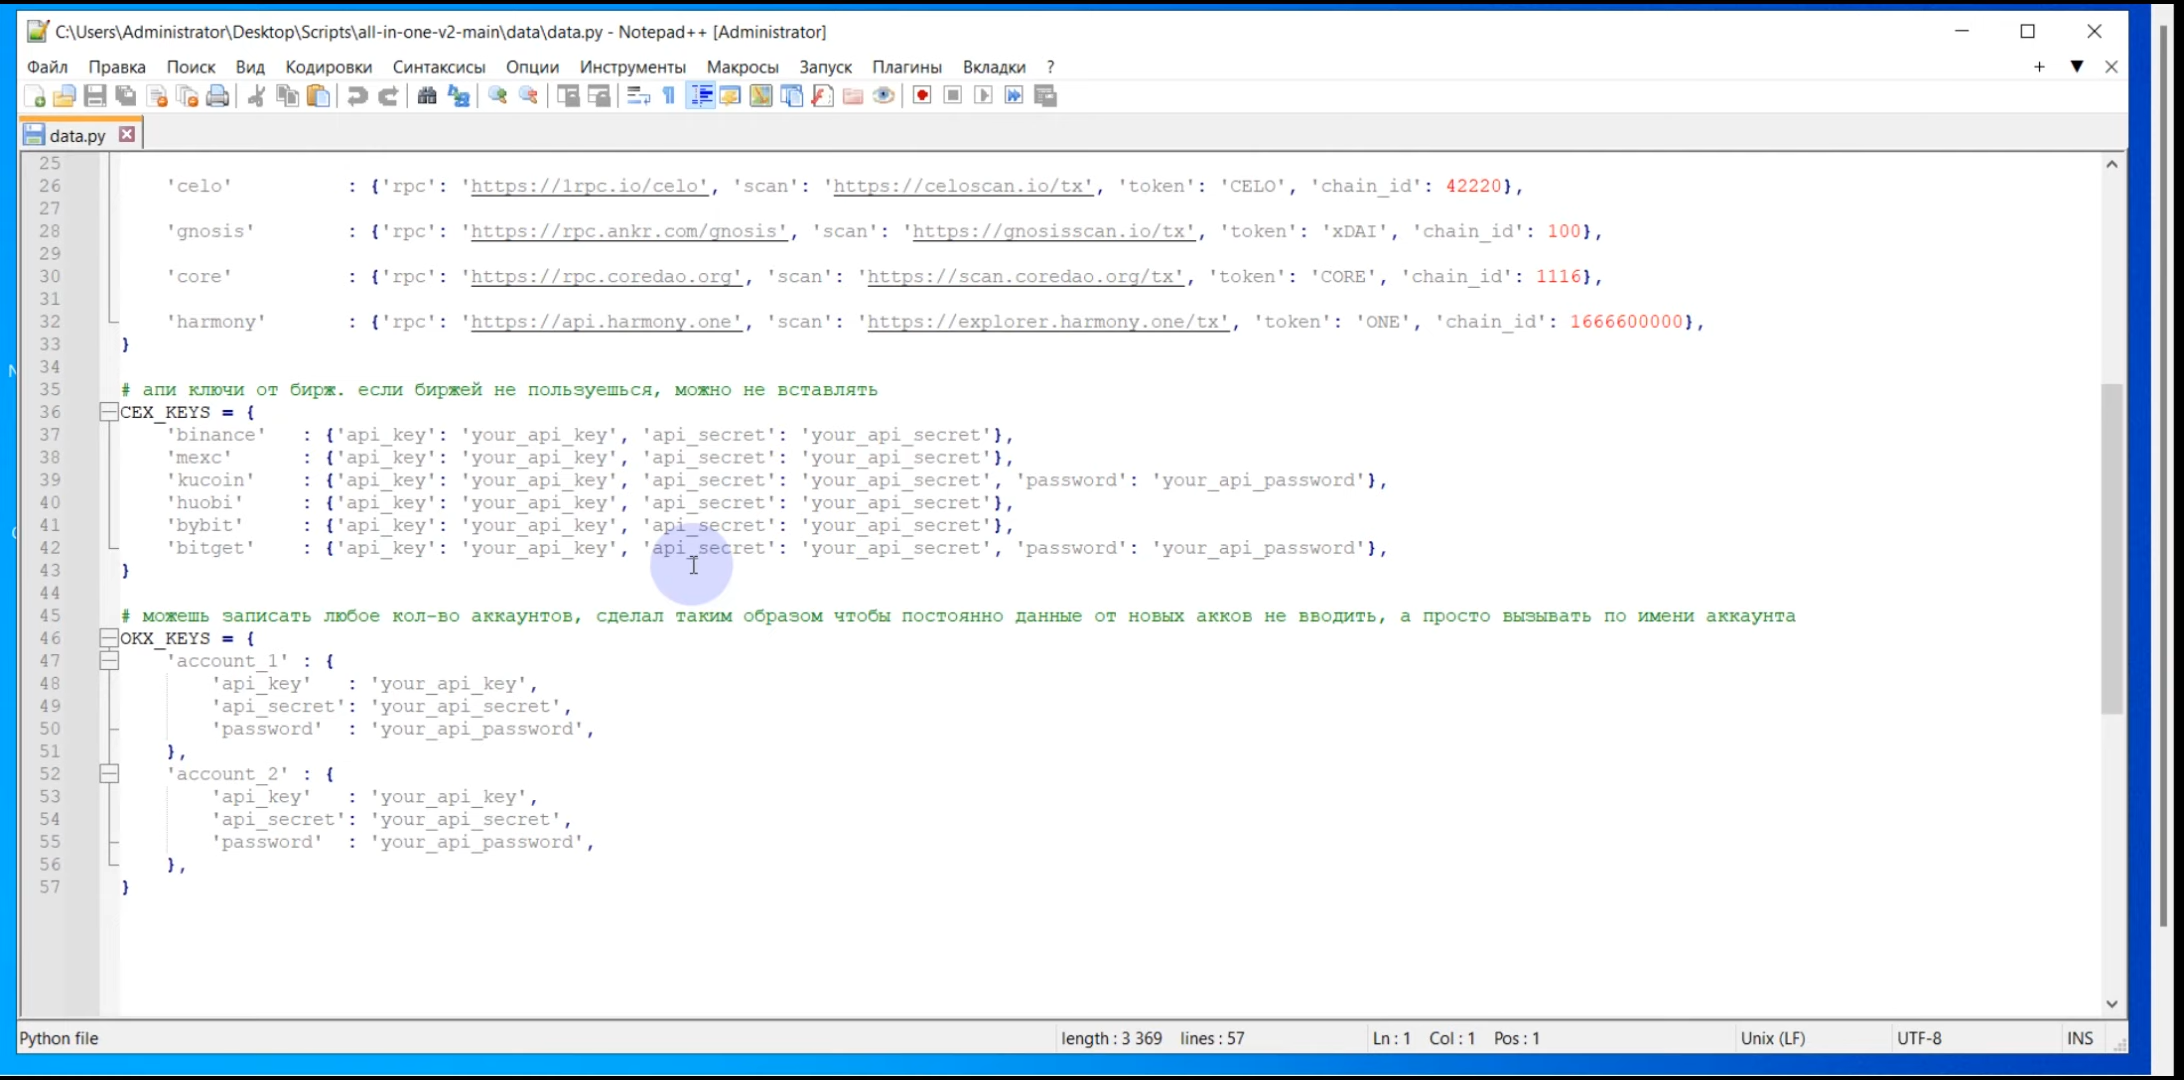 C:\Users\Administrator\Desktop\Scripts\all-in-one-v2-main\data\data.py - Notepad++ [Administrator]
Файл Правка Поиск Вид Кодировки Синтаксисы Опции Инструменты Макросы Запуск Плагины Вкладки ?
data.py
25
26 'celo' : {'rpc': 'https://1rpc.io/celo', 'scan': 'https://celoscan.io/tx', 'token': 'CELO', 'chain_id': 42220},
27
28 'gnosis' : {'rpc': 'https://rpc.ankr.com/gnosis', 'scan': 'https://gnosisscan.io/tx', 'token': 'xDAI', 'chain_id': 100},
29
30 'core' : {'rpc': 'https://rpc.coredao.org', 'scan': 'https://scan.coredao.org/tx', 'token': 'CORE', 'chain_id': 1116},
31
32 'harmony' : {'rpc': 'https://api.harmony.one', 'scan': 'https://explorer.harmony.one/tx', 'token': 'ONE', 'chain_id': 1666600000},
33 }
34
35 # апи ключи от бирж. если биржей не пользуешься, можно не вставлять
36 CEX_KEYS = {
37 'binance' : {'api_key': 'your_api_key', 'api_secret': 'your_api_secret'},
38 'mexc' : {'api_key': 'your_api_key', 'api_secret': 'your_api_secret'},
39 'kucoin' : {'api_key': 'your_api_key', 'api_secret': 'your_api_secret', 'password': 'your_api_password'},
40 'huobi' : {'api_key': 'your_api_key', 'api_secret': 'your_api_secret'},
41 'bybit' : {'api_key': 'your_api_key', 'api_secret': 'your_api_secret'},
42 'bitget' : {'api_key': 'your_api_key', 'api_secret': 'your_api_secret', 'password': 'your_api_password'},
43 }
44
45 # можешь записать любое кол-во аккаунтов, сделал таким образом чтобы постоянно данные от новых акков не вводить, а просто вызывать по имени аккаунта
46 OKX_KEYS = {
47 'account_1' : {
48 'api_key' : 'your_api_key',
49 'api_secret': 'your_api_secret',
50 'password' : 'your_api_password',
51 },
52 'account_2' : {
53 'api_key' : 'your_api_key',
54 'api_secret': 'your_api_secret',
55 'password' : 'your_api_password',
56 },
57 }
Python file length : 3 369 lines : 57 Ln : 1 Col : 1 Pos : 1 Unix (LF) UTF-8 INS